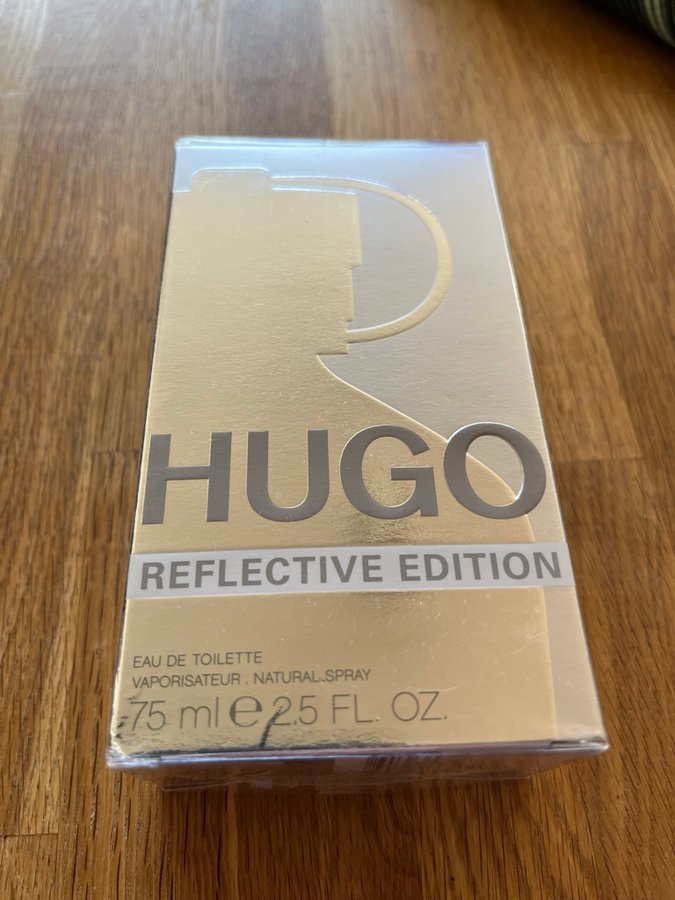 HUGO
REFLECTIVE EDITION
EAU DE TOILETTE
VAPORISATEUR . NATURAL SPRAY
75 ml ℮ 2.5 FL. OZ.